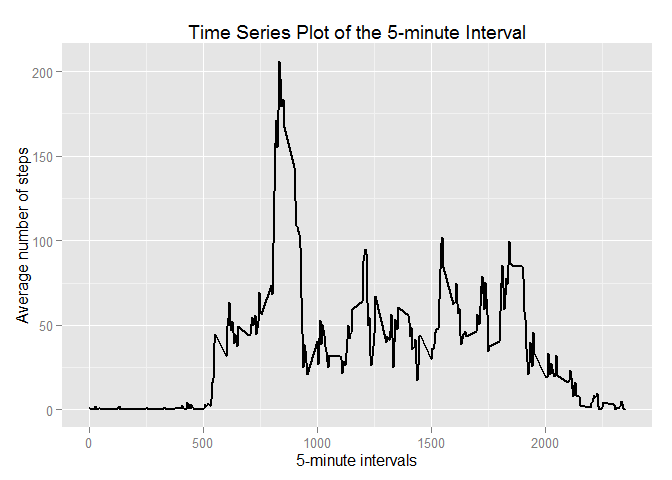 Time Series Plot of the 5-minute Interval
Average number of steps
200
150
100
50
0
0 500 1000 1500 2000
5-minute intervals